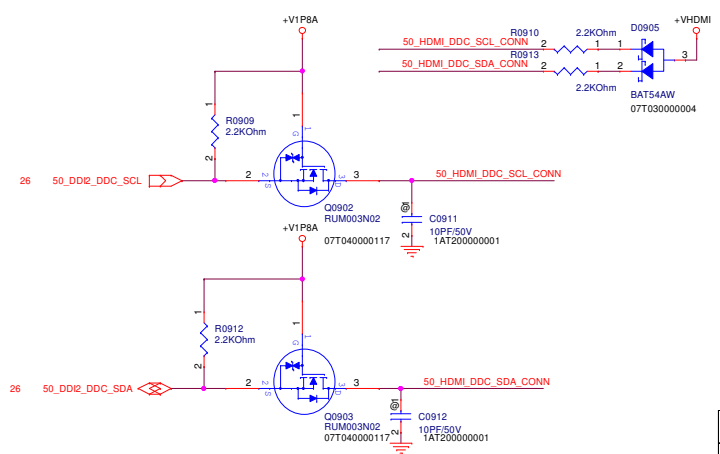 +V1P8A
R0910
2.2KOhm
D0905
+VHDMI
50_HDMI_DDC_SCL_CONN
2
1
1
R0913
3
50_HDMI_DDC_SDA_CONN
2
1
2
2.2KOhm
BAT54AW
07T030000004
1
R0909
2.2KOhm
2
1
1
G
26
50_DDI2_DDC_SCL
2
2
S
3
D
3
50_HDMI_DDC_SCL_CONN
Q0902
RUM003N02
07T040000117
@1
2
C0911
10PF/50V
1AT200000001
+V1P8A
1
R0912
2.2KOhm
2
1
1
G
26
50_DDI2_DDC_SDA
2
2
S
3
D
3
50_HDMI_DDC_SDA_CONN
Q0903
RUM003N02
07T040000117
@1
2
C0912
10PF/50V
1AT200000001